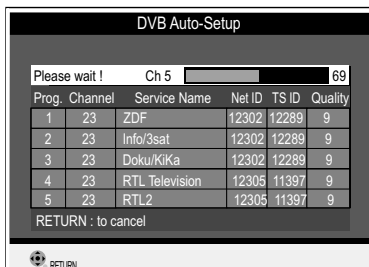 DVB Auto-Setup
Please wait ! Ch 5 69
Prog. Channel Service Name Net ID TS ID Quality
1 23 ZDF 12302 12289 9
2 23 Info/3sat 12302 12289 9
3 23 Doku/KiKa 12302 12289 9
4 23 RTL Television 12305 11397 9
5 23 RTL2 12305 11397 9
RETURN : to cancel
RETURN